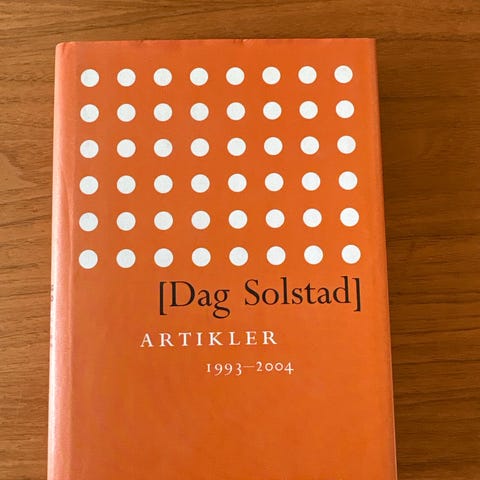 [Dag Solstad]
ARTIKLER
1993–2004